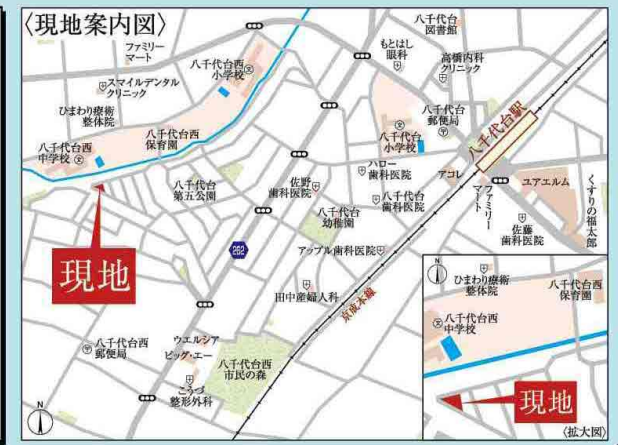 〈現地案内図〉
ファミリー
マート
八千代台西
小学校
スマイルデンタル
クリニック
ひまわり療術
整体院
八千代台西
中学校
八千代台西
保育園
八千代台
第五公園
現地
八千代台
図書館
もとはし
眼科
高橋内科
クリニック
八千代台
郵便局
八千代台
小学校
八千代台駅
ハロー
歯科医院
アコレ
ファミリー
マート
ユアエルム
くすりの福太郎
佐藤
歯科医院
佐野
歯科医院
八千代台
歯科医院
八千代台
幼稚園
アップル歯科医院
262
田中産婦人科
京成本線
八千代台西
郵便局
ウエルシア
ビッグ・エー
こうづ
整形外科
八千代台西
市民の森
N
N
ひまわり療術
整体院
八千代台西
保育園
八千代台西
中学校
現地
〈拡大図〉